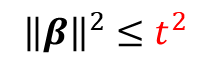 ‖𝜷‖² ≤ t²